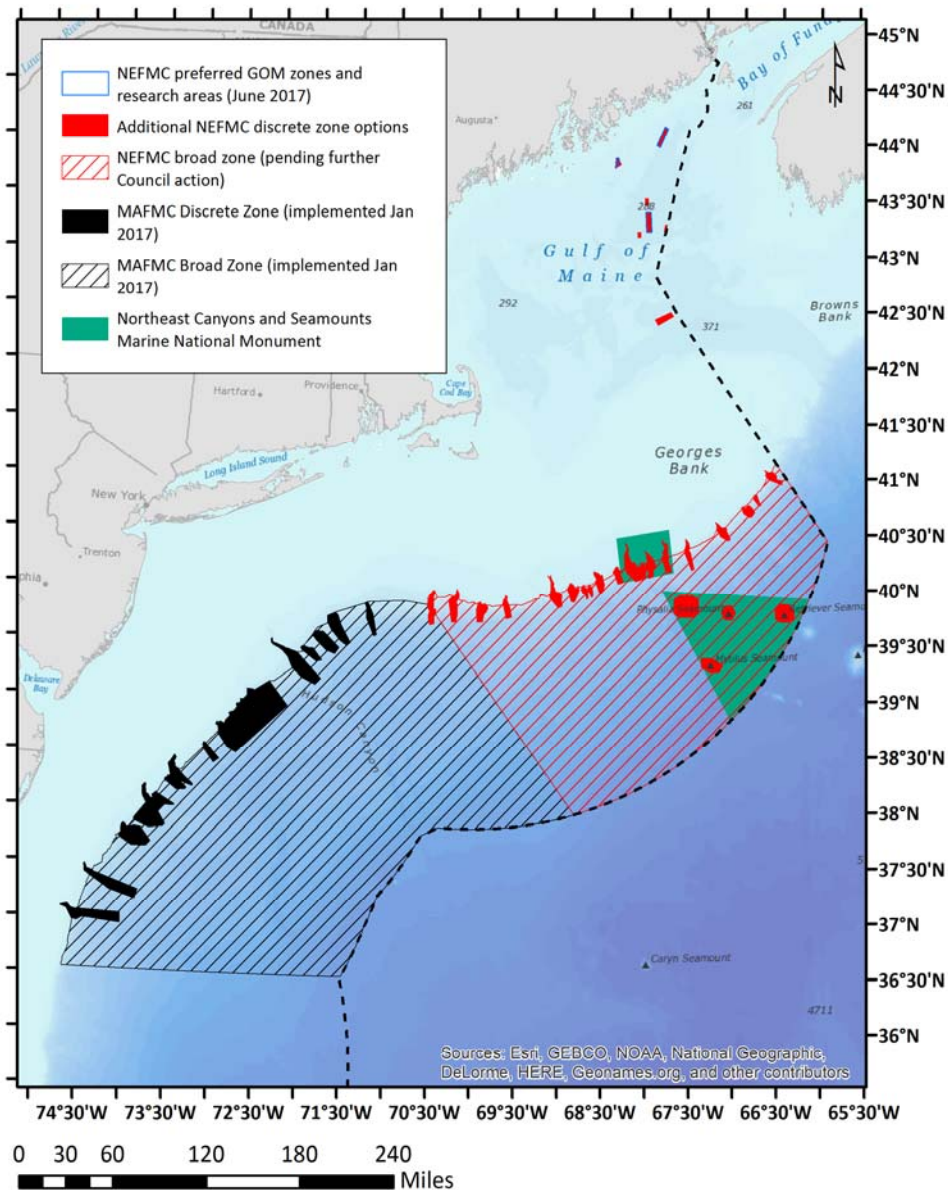 CANADA
Bay of Fundy
NEFMC preferred GOM zones and
research areas (June 2017)
Additional NEFMC discrete zone options
NEFMC broad zone (pending further
Council action)
MAFMC Discrete Zone (implemented Jan
2017)
MAFMC Broad Zone (implemented Jan
2017)
Northeast Canyons and Seamounts
Marine National Monument
Augusta
261
N
Gulf of
Maine
292
371
Browns
Bank
Hartford
Providence
Cape
Cod Bay
Long Island Sound
New York
Trenton
phia
Delaware
Bay
Georges
Bank
Hudson Canyon
Caryn Seamount
4711
5
Sources: Esri, GEBCO, NOAA, National Geographic,
DeLorme, HERE, Geonames.org, and other contributors
45°N
44°30'N
44°N
43°30'N
43°N
42°30'N
42°N
41°30'N
41°N
40°30'N
40°N
39°30'N
39°N
38°30'N
38°N
37°30'N
37°N
36°30'N
36°N
74°30'W 73°30'W 72°30'W 71°30'W 70°30'W 69°30'W 68°30'W 67°30'W 66°30'W 65°30'W
0 30 60 120 180 240
Miles